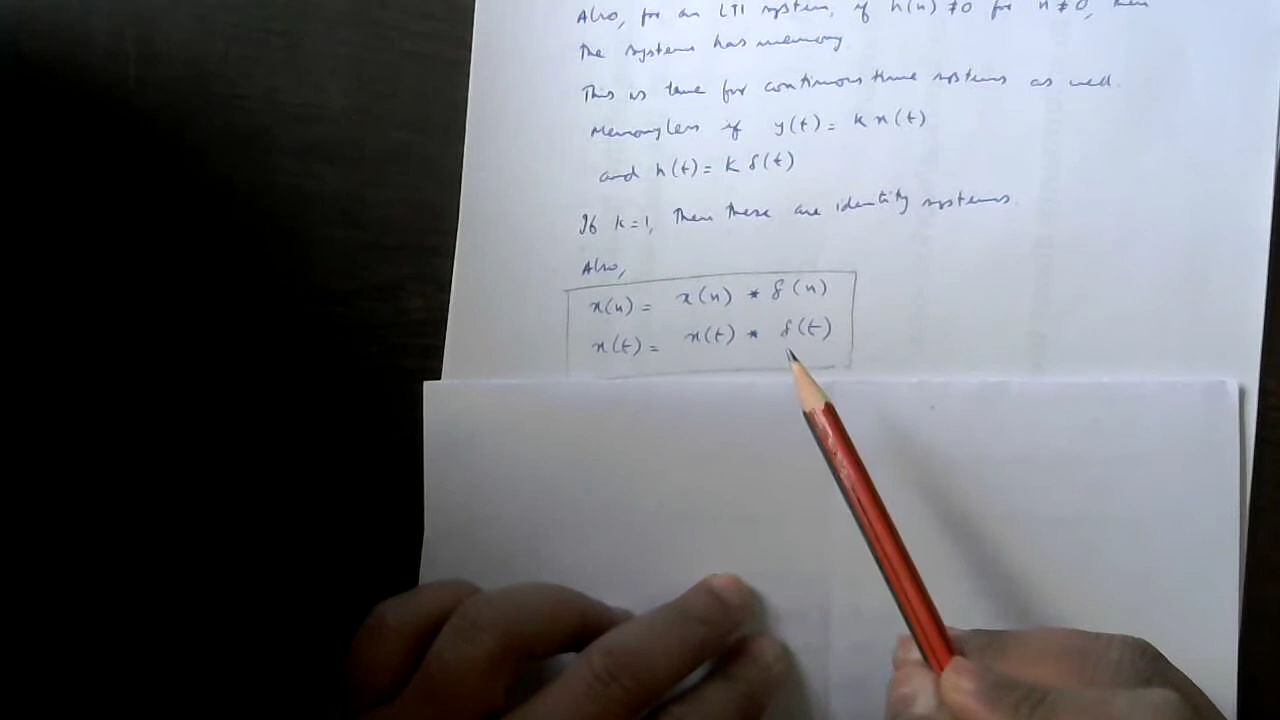 Also, for an LTI system, if h(n) ≠ 0 for n ≠ 0, then
the systems has memory
This is true for continuous time systems as well.
Memoryless if y(t) = K x(t)
and h(t) = K δ(t)
If K = 1, Then these are identity systems.
Also,
x(n) = x(n) * δ(n)
x(t) = x(t) * δ(t)